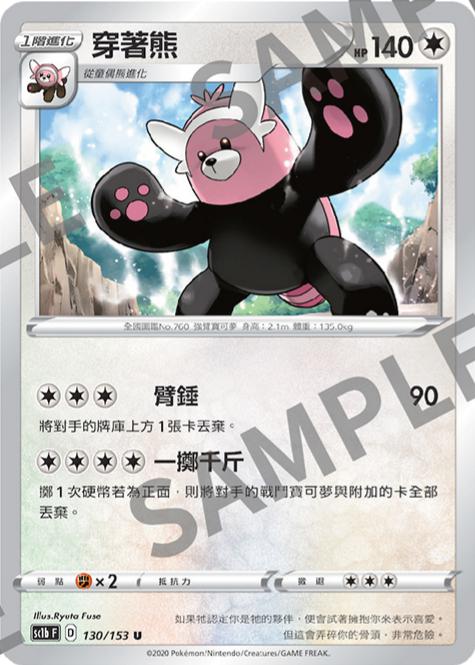 1階進化
穿著熊
HP 140
從童偶熊進化
全國圖鑑No.760 強臂寶可夢 身高：2.1m 體重：135.0kg
臂錘 90
將對手的牌庫上方1張卡丟棄。
一擲千斤
擲1次硬幣若為正面，則將對手的戰鬥寶可夢與附加的卡全部
丟棄。
弱點 ×2 抵抗力 撤退
Illus.Ryuta Fuse
sc1b F D 130/153 U
如果牠認定你是牠的夥伴，便會試著擁抱你來表示喜愛。
但這會弄碎你的骨頭，非常危險。
©2020 Pokémon/Nintendo/Creatures/GAME FREAK.
SAMPLE
SAMPLE